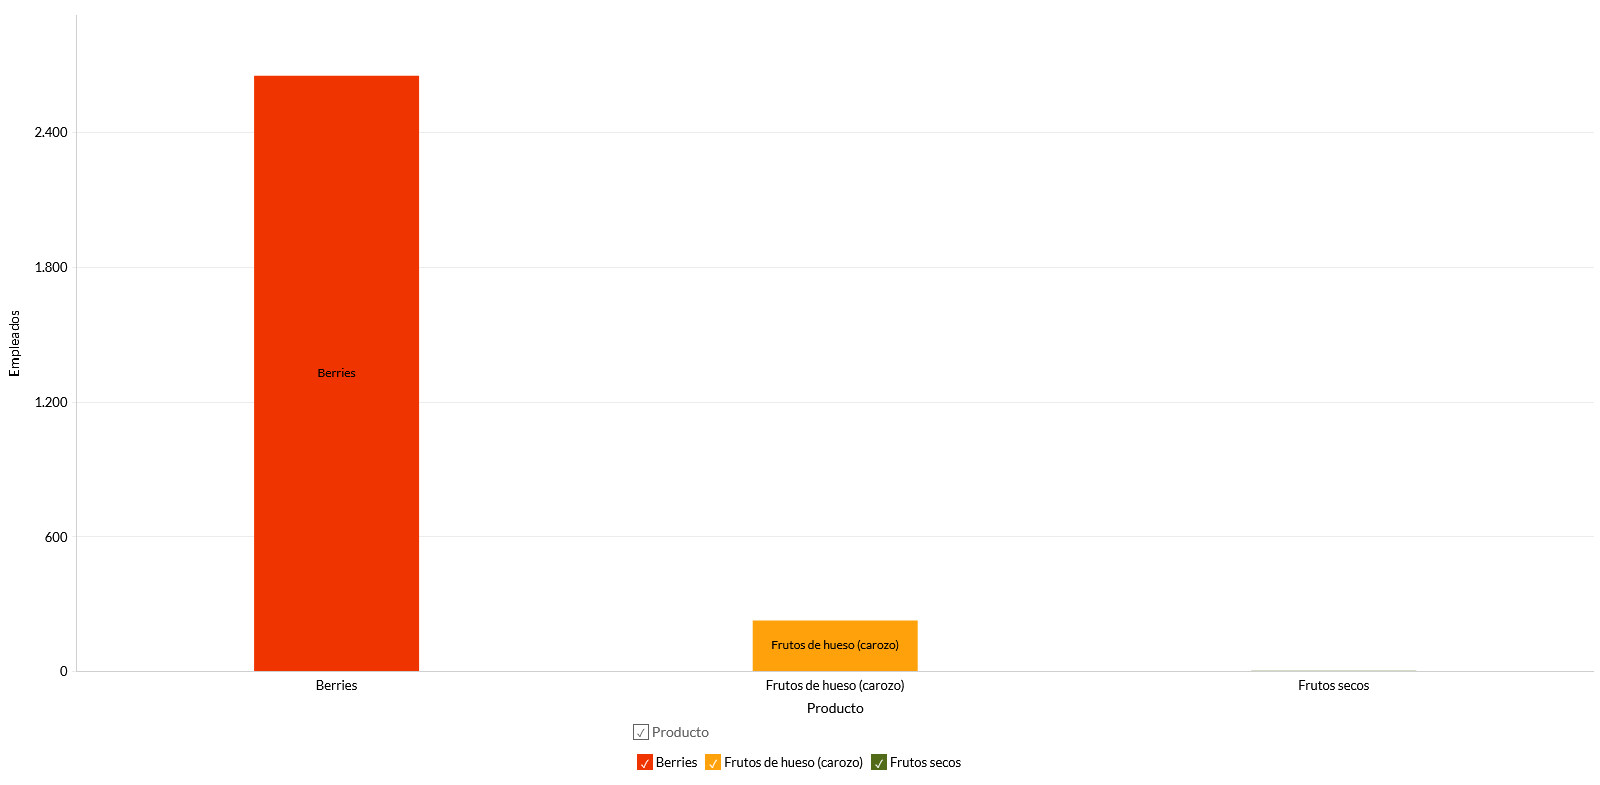 2.400
1.800
1.200
600
0
Empleados
Berries
Frutos de hueso (carozo)
Berries
Frutos de hueso (carozo)
Frutos secos
Producto
Producto
Berries
Frutos de hueso (carozo)
Frutos secos